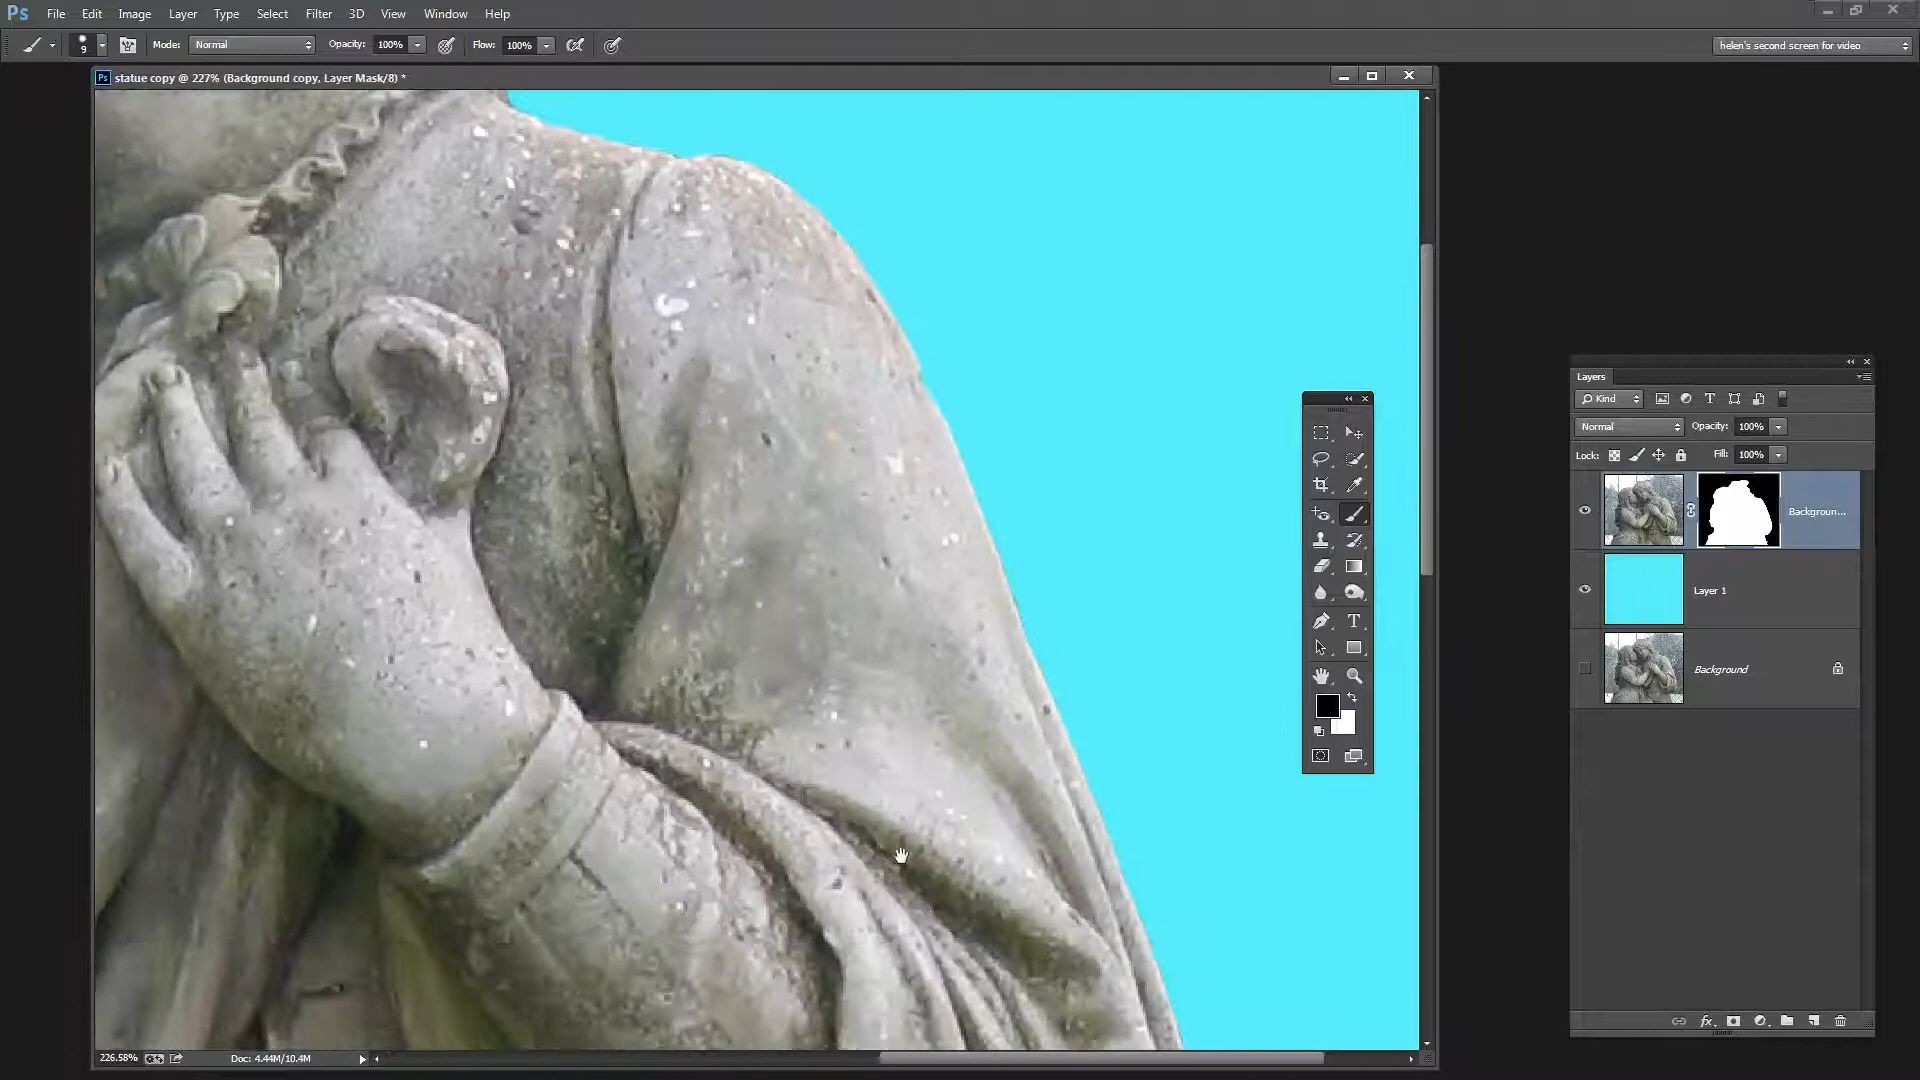 Ps File Edit Image Layer Type Select Filter 3D View Window Help
9 Mode: Normal Opacity: 100% Flow: 100% helen's second screen for video
Ps statue copy @ 227% (Background copy, Layer Mask/8) *
Layers
Kind
Normal Opacity: 100%
Lock: Fill: 100%
Backgroun...
Layer 1
Background
226.58% Doc: 4.44M/10.4M